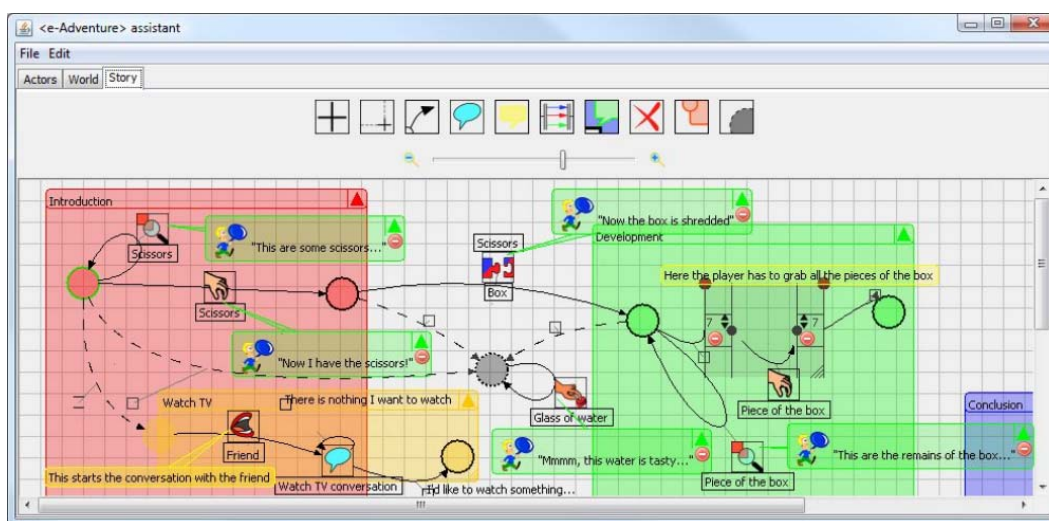 <e-Adventure> assistant
File Edit
Actors World Story
Introduction
"Now the box is shredded"
Scissors
"This are some scissors..."
Scissors
Development
Box
Here the player has to grab all the pieces of the box
Scissors
7
7
"Now I have the scissors!"
Watch TV
There is nothing I want to watch
Glass of water
Piece of the box
Conclusion
Friend
"Mmmm, this water is tasty..."
"This are the remains of the box..."
This starts the conversation with the friend
Watch TV conversation
I'd like to watch something...
Piece of the box